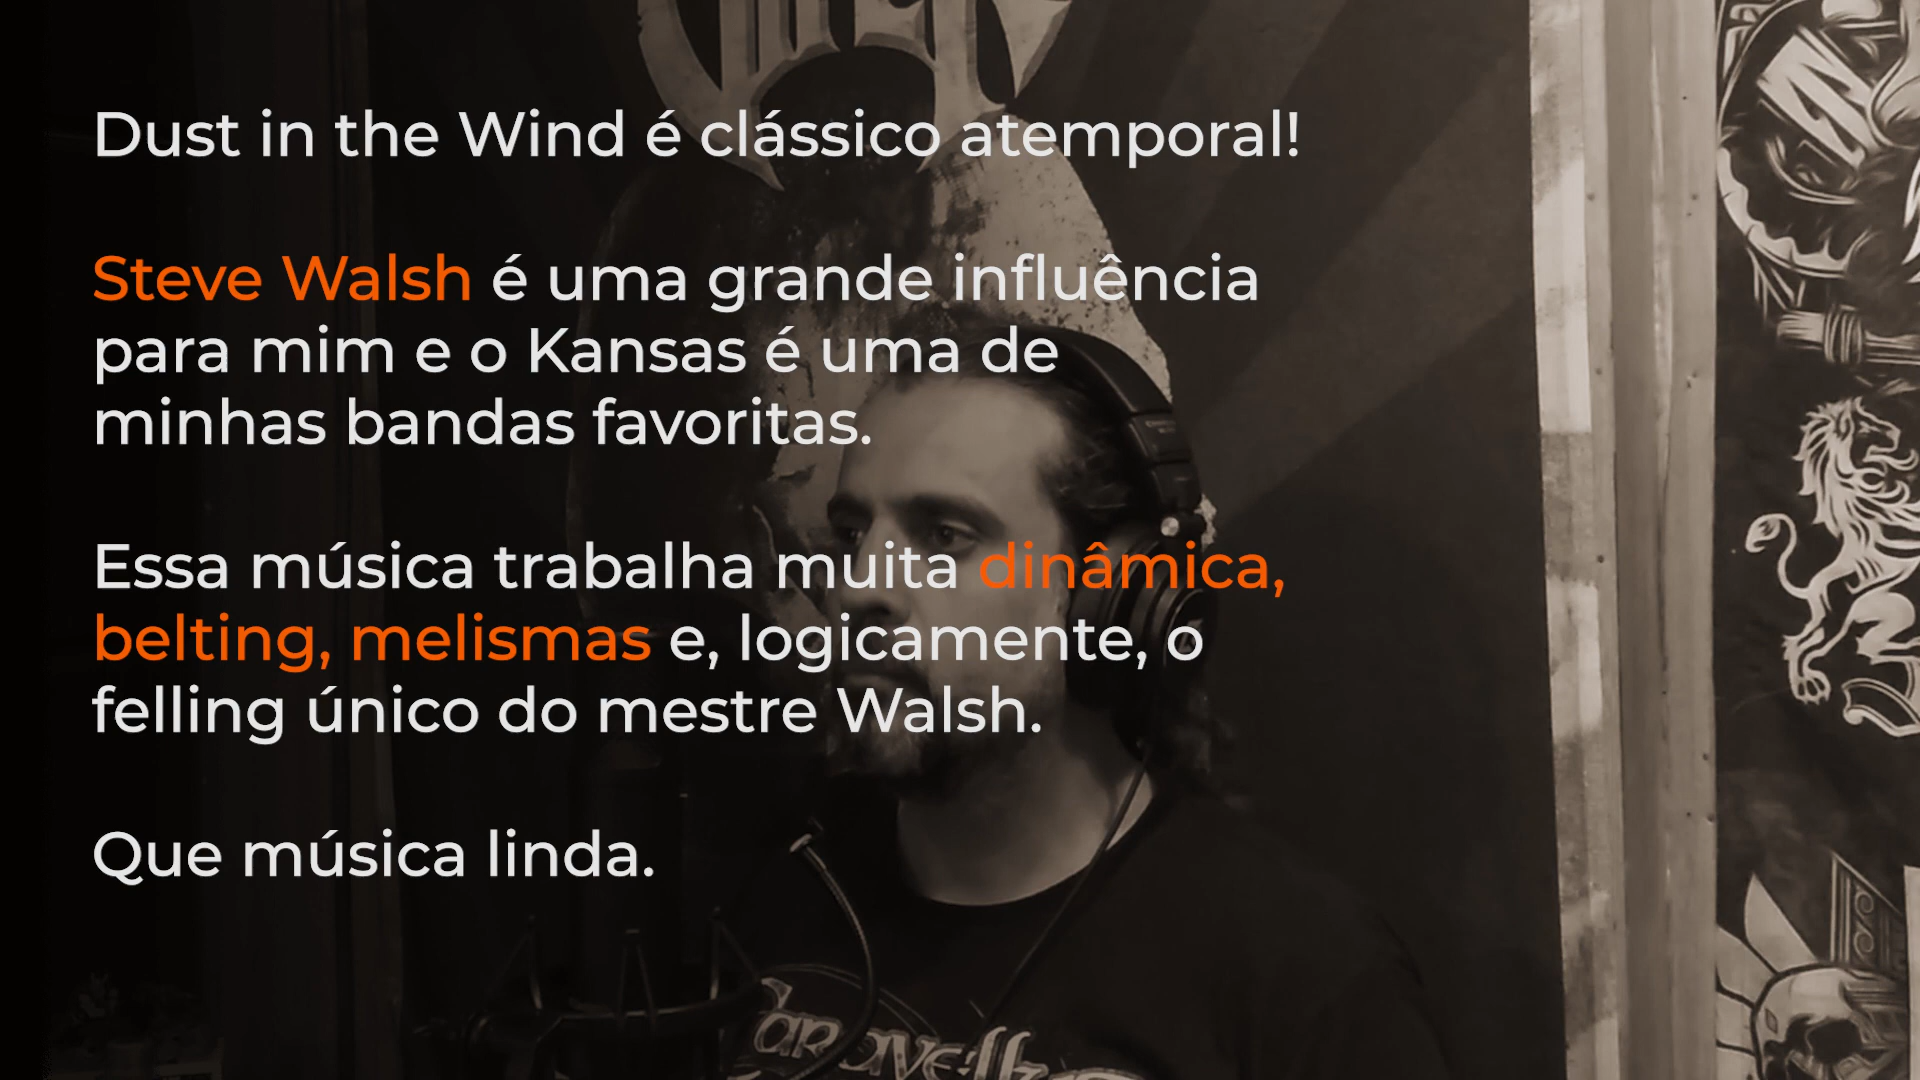 Dust in the Wind é clássico atemporal!
Steve Walsh é uma grande influência
para mim e o Kansas é uma de
minhas bandas favoritas.
Essa música trabalha muita dinâmica,
belting, melismas e, logicamente, o
felling único do mestre Walsh.
Que música linda.